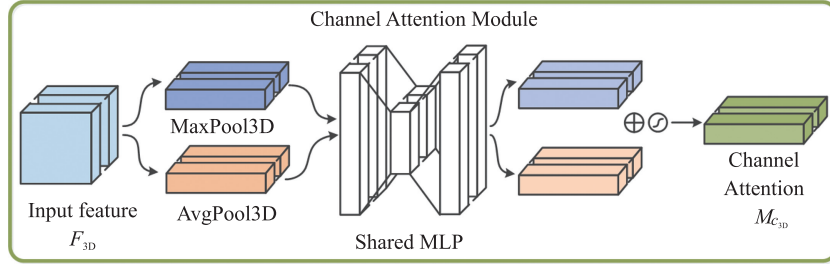 Channel Attention Module
MaxPool3D
AvgPool3D
Input feature
F3D
Shared MLP
Channel
Attention
MC3D